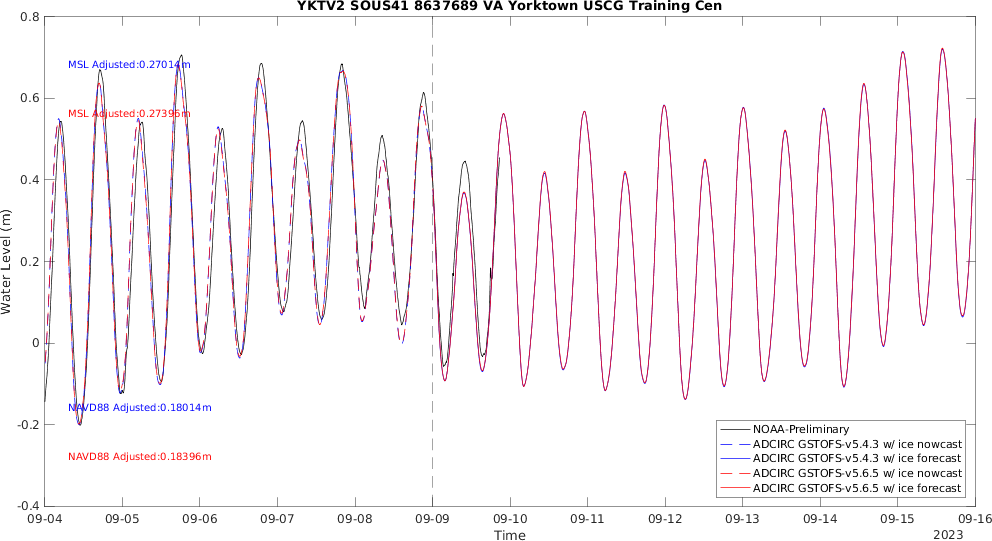 YKTV2 SOUS41 8637689 VA Yorktown USCG Training Cen
0.8
0.6
0.4
0.2
0
-0.2
-0.4
Water Level (m)
MSL Adjusted:0.27014m
MSL Adjusted:0.27396m
NAVD88 Adjusted:0.18014m
NAVD88 Adjusted:0.18396m
NOAA-Preliminary
ADCIRC GSTOFS-v5.4.3 w/ ice nowcast
ADCIRC GSTOFS-v5.4.3 w/ ice forecast
ADCIRC GSTOFS-v5.6.5 w/ ice nowcast
ADCIRC GSTOFS-v5.6.5 w/ ice forecast
09-04 09-05 09-06 09-07 09-08 09-09 09-10 09-11 09-12 09-13 09-14 09-15 09-16
Time
2023